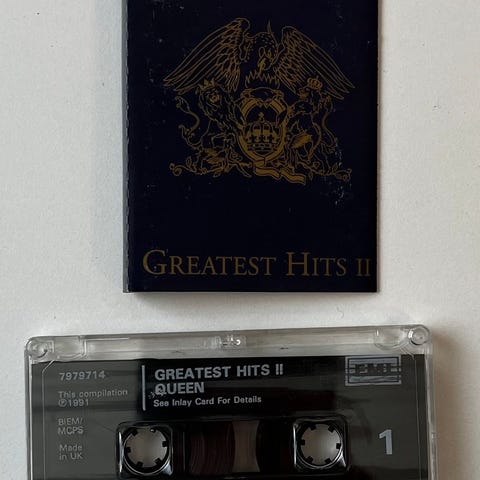 GREATEST HITS II
7979714
This compilation
℗1991
BIEM/
MCPS
Made
in UK
GREATEST HITS II
QUEEN
See Inlay Card For Details
EMI
1